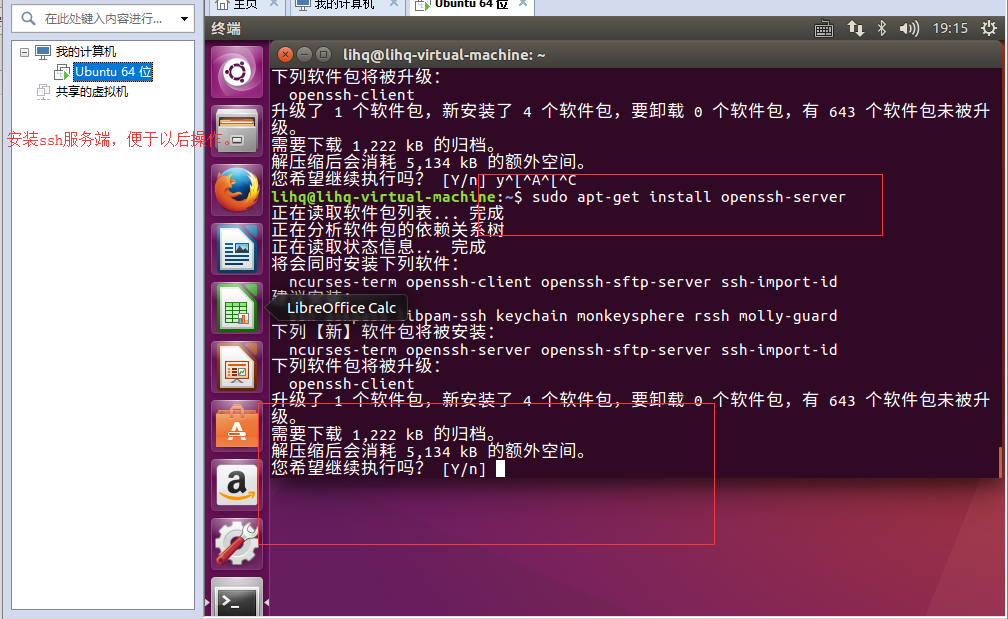 主页
我的计算机
Ubuntu 64 位
在此处键入内容进行...
我的计算机
Ubuntu 64 位
共享的虚拟机
安装ssh服务端，便于以后操作。
终端
19:15
lihq@lihq-virtual-machine: ~
下列软件包将被升级：
openssh-client
升级了 1 个软件包，新安装了 4 个软件包，要卸载 0 个软件包，有 643 个软件包未被升
级。
需要下载 1,222 kB 的归档。
解压缩后会消耗 5,134 kB 的额外空间。
您希望继续执行吗？ [Y/n] y^[^A^[^C
lihq@lihq-virtual-machine:~$ sudo apt-get install openssh-server
正在读取软件包列表... 完成
正在分析软件包的依赖关系树
正在读取状态信息... 完成
将会同时安装下列软件：
ncurses-term openssh-client openssh-sftp-server ssh-import-id
libpam-ssh keychain monkeysphere rssh molly-guard
LibreOffice Calc
下列【新】软件包将被安装：
ncurses-term openssh-server openssh-sftp-server ssh-import-id
下列软件包将被升级：
openssh-client
升级了 1 个软件包，新安装了 4 个软件包，要卸载 0 个软件包，有 643 个软件包未被升
级。
需要下载 1,222 kB 的归档。
解压缩后会消耗 5,134 kB 的额外空间。
您希望继续执行吗？ [Y/n]